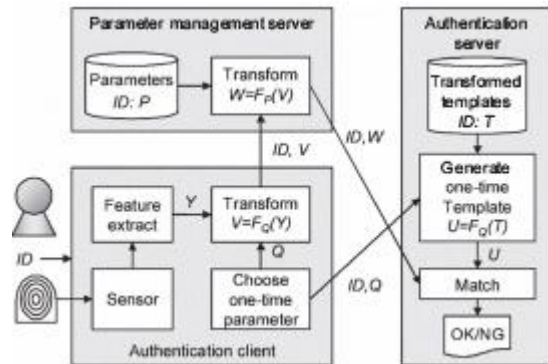 Parameter management server
Parameters
ID: P
Transform
W=F_P(V)
Authentication
server
Transformed
templates
ID: T
ID, V
ID,W
Generate
one-time
Template
U=F_Q(T)
Feature
extract
Y
Transform
V=F_Q(Y)
Q
ID
Sensor
Choose
one-time
parameter
ID,Q
U
Match
OK/NG
Authentication client